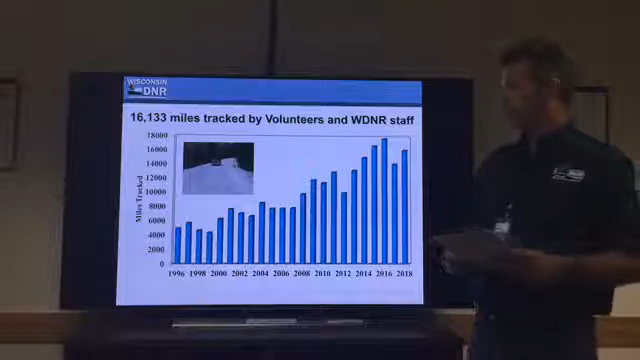 WISCONSIN
DNR
16,133 miles tracked by Volunteers and WDNR staff
Miles Tracked
18000
16000
14000
12000
10000
8000
6000
4000
2000
0
1996 1998 2000 2002 2004 2006 2008 2010 2012 2014 2016 2018